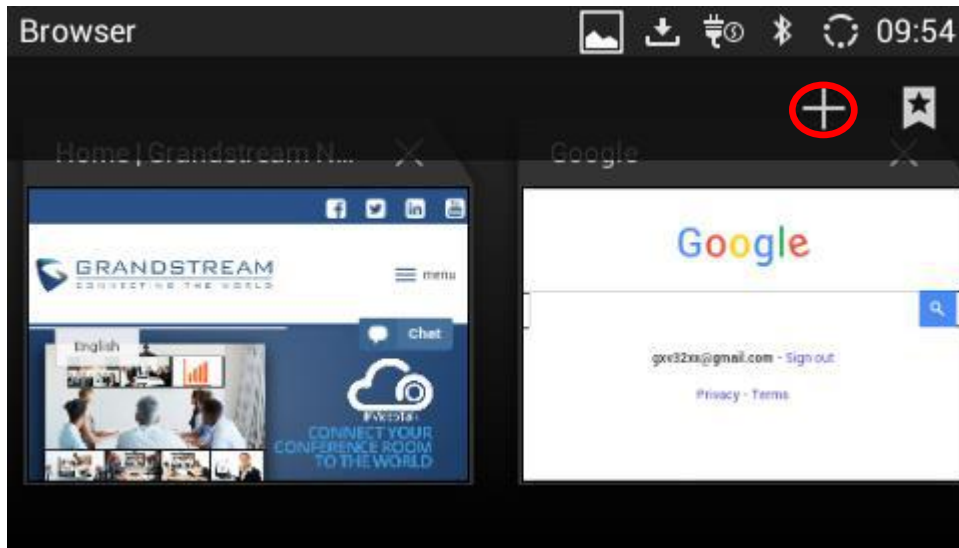 Browser
09:54
Home | Grandstream N...
Google
GRANDSTREAM
CONNECTING THE WORLD
menu
Chat
English
CONNECT YOUR
CONFERENCE ROOM
TO THE WORLD
Google
gxv32xx@gmail.com - Sign out
Privacy - Terms